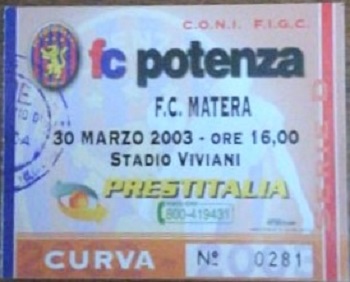 C.O.N.I. F.I.G.C.
fc potenza
F.C. MATERA
30 MARZO 2003 - ORE 16,00
STADIO VIVIANI
PRESTITALIA
800-419431
CURVA Nº 0281